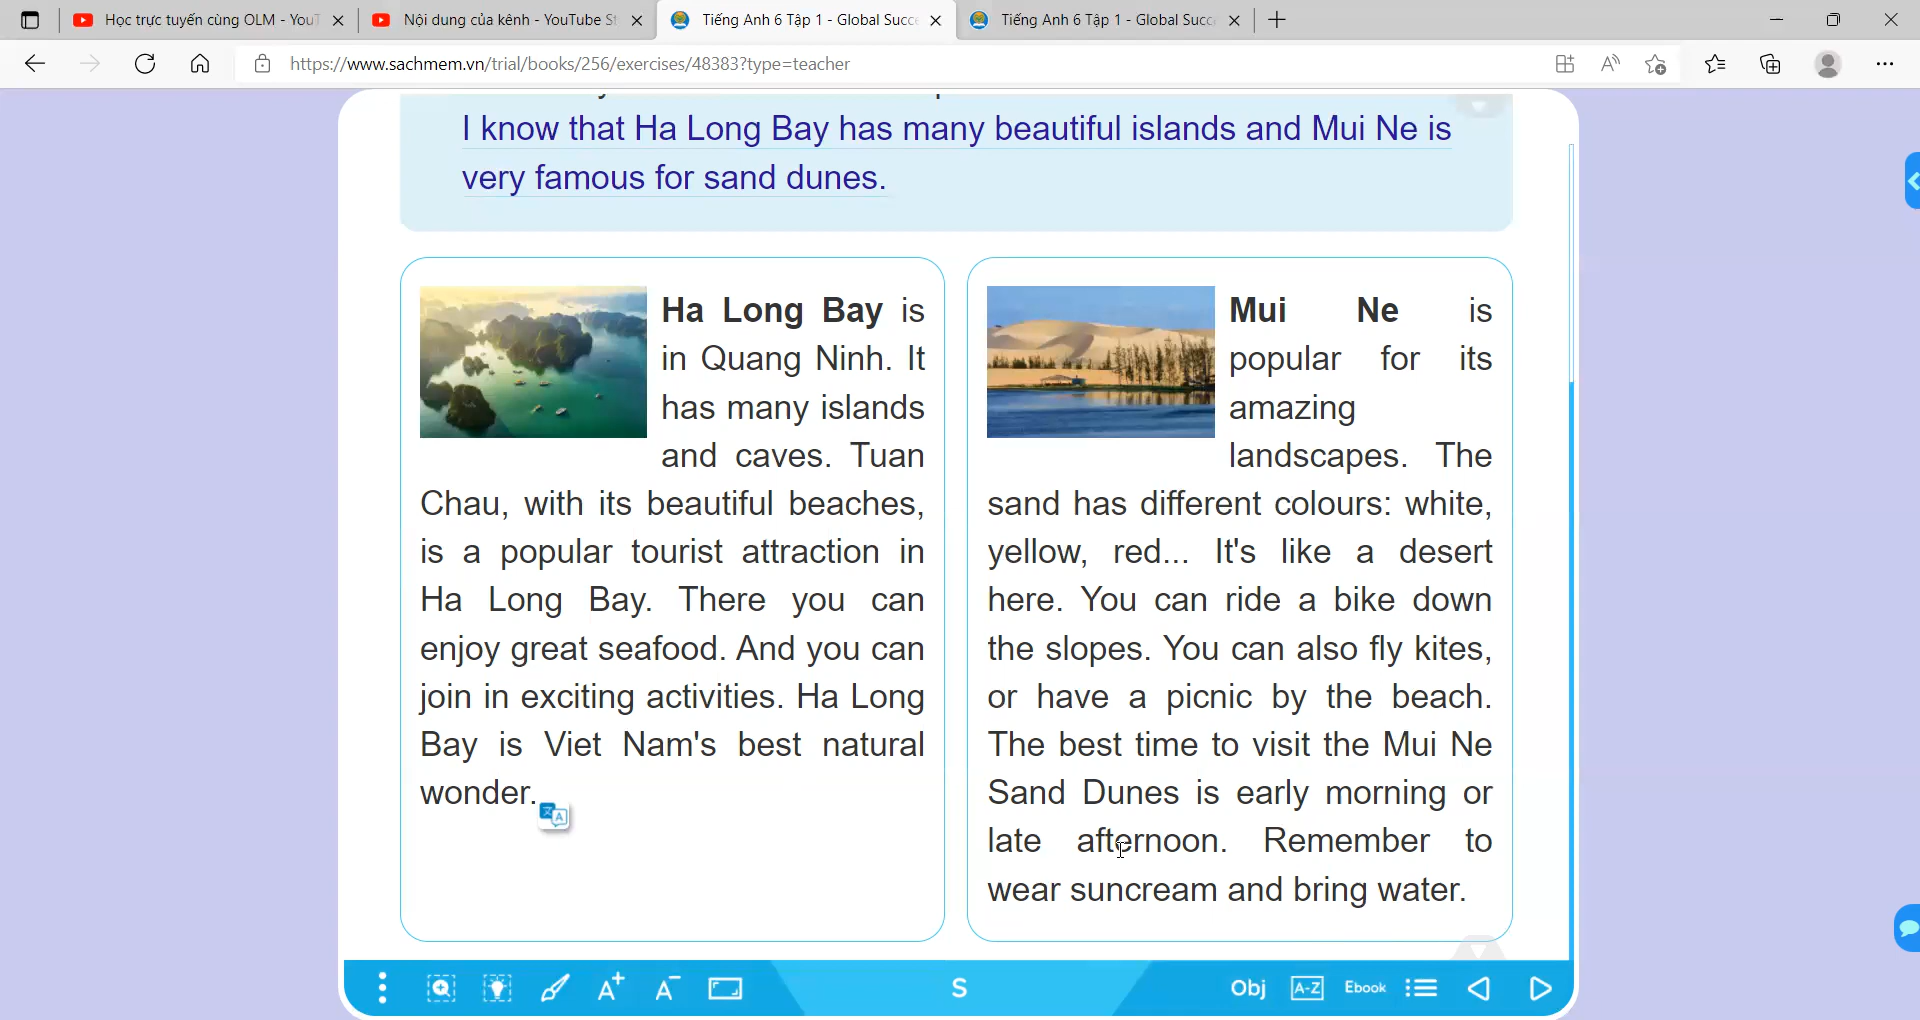 Học trực tuyến cùng OLM - You
Nội dung của kênh - YouTube S
Tiếng Anh 6 Tập 1 - Global Succ
Tiếng Anh 6 Tập 1 - Global Succ
https://www.sachmem.vn/trial/books/256/exercises/48383?type=teacher
I know that Ha Long Bay has many beautiful islands and Mui Ne is
very famous for sand dunes.
Ha Long Bay is
in Quang Ninh. It
has many islands
and caves. Tuan
Chau, with its beautiful beaches,
is a popular tourist attraction in
Ha Long Bay. There you can
enjoy great seafood. And you can
join in exciting activities. Ha Long
Bay is Viet Nam's best natural
wonder.
Mui Ne is
popular for its
amazing
landscapes. The
sand has different colours: white,
yellow, red... It's like a desert
here. You can ride a bike down
the slopes. You can also fly kites,
or have a picnic by the beach.
The best time to visit the Mui Ne
Sand Dunes is early morning or
late afternoon. Remember to
wear suncream and bring water.
A+ A- S Obj A-Z Ebook